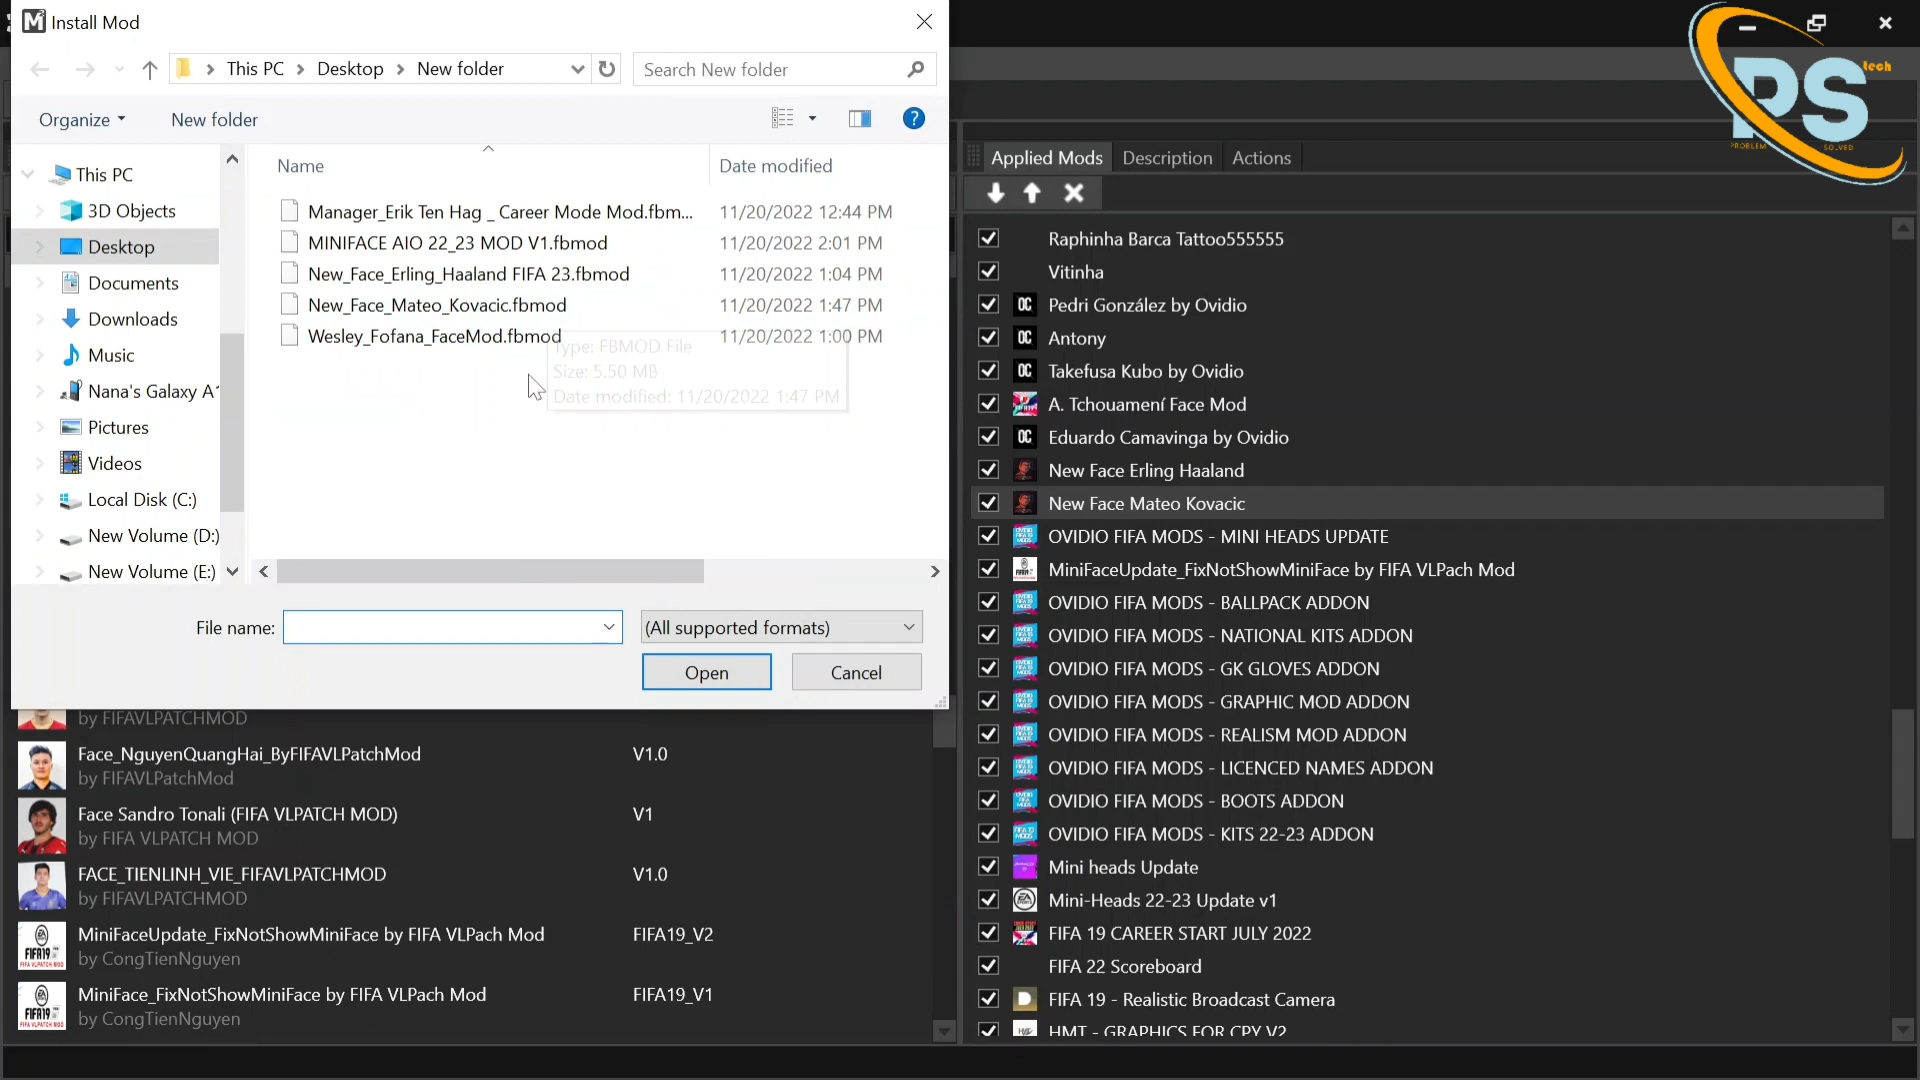 Install Mod
This PC
Desktop
New folder
Search New folder
Organize
New folder
Name
Date modified
This PC
3D Objects
Desktop
Documents
Downloads
Music
Nana's Galaxy A1
Pictures
Videos
Local Disk (C:)
New Volume (D:)
New Volume (E:)
Manager_Erik Ten Hag _ Career Mode Mod.fbm... 11/20/2022 12:44 PM
MINIFACE AIO 22_23 MOD V1.fbmod 11/20/2022 2:01 PM
New_Face_Erling_Haaland FIFA 23.fbmod 11/20/2022 1:04 PM
New_Face_Mateo_Kovacic.fbmod 11/20/2022 1:47 PM
Wesley_Fofana_FaceMod.fbmod 11/20/2022 1:00 PM
Type: FBMOD File
Size: 5.50 MB
Date modified: 11/20/2022 1:47 PM
File name:
(All supported formats)
Open
Cancel
by FIFAVLPATCHMOD
Face_NguyenQuangHai_ByFIFAVLPatchMod V1.0
by FIFAVLPatchMod
Face Sandro Tonali (FIFA VLPATCH MOD) V1
by FIFA VLPATCH MOD
FACE_TIENLINH_VIE_FIFAVLPATCHMOD V1.0
by FIFAVLPATCHMOD
MiniFaceUpdate_FixNotShowMiniFace by FIFA VLPach Mod FIFA19_V2
by CongTienNguyen
MiniFace_FixNotShowMiniFace by FIFA VLPach Mod FIFA19_V1
by CongTienNguyen
PS tech
PROBLEM SOLVED
Applied Mods
Description
Actions
Raphinha Barca Tattoo555555
Vitinha
Pedri González by Ovidio
Antony
Takefusa Kubo by Ovidio
A. Tchouamení Face Mod
Eduardo Camavinga by Ovidio
New Face Erling Haaland
New Face Mateo Kovacic
OVIDIO FIFA MODS - MINI HEADS UPDATE
MiniFaceUpdate_FixNotShowMiniFace by FIFA VLPach Mod
OVIDIO FIFA MODS - BALLPACK ADDON
OVIDIO FIFA MODS - NATIONAL KITS ADDON
OVIDIO FIFA MODS - GK GLOVES ADDON
OVIDIO FIFA MODS - GRAPHIC MOD ADDON
OVIDIO FIFA MODS - REALISM MOD ADDON
OVIDIO FIFA MODS - LICENCED NAMES ADDON
OVIDIO FIFA MODS - BOOTS ADDON
OVIDIO FIFA MODS - KITS 22-23 ADDON
Mini heads Update
Mini-Heads 22-23 Update v1
FIFA 19 CAREER START JULY 2022
FIFA 22 Scoreboard
FIFA 19 - Realistic Broadcast Camera
HMT - GRAPHICS FOR CPY V2